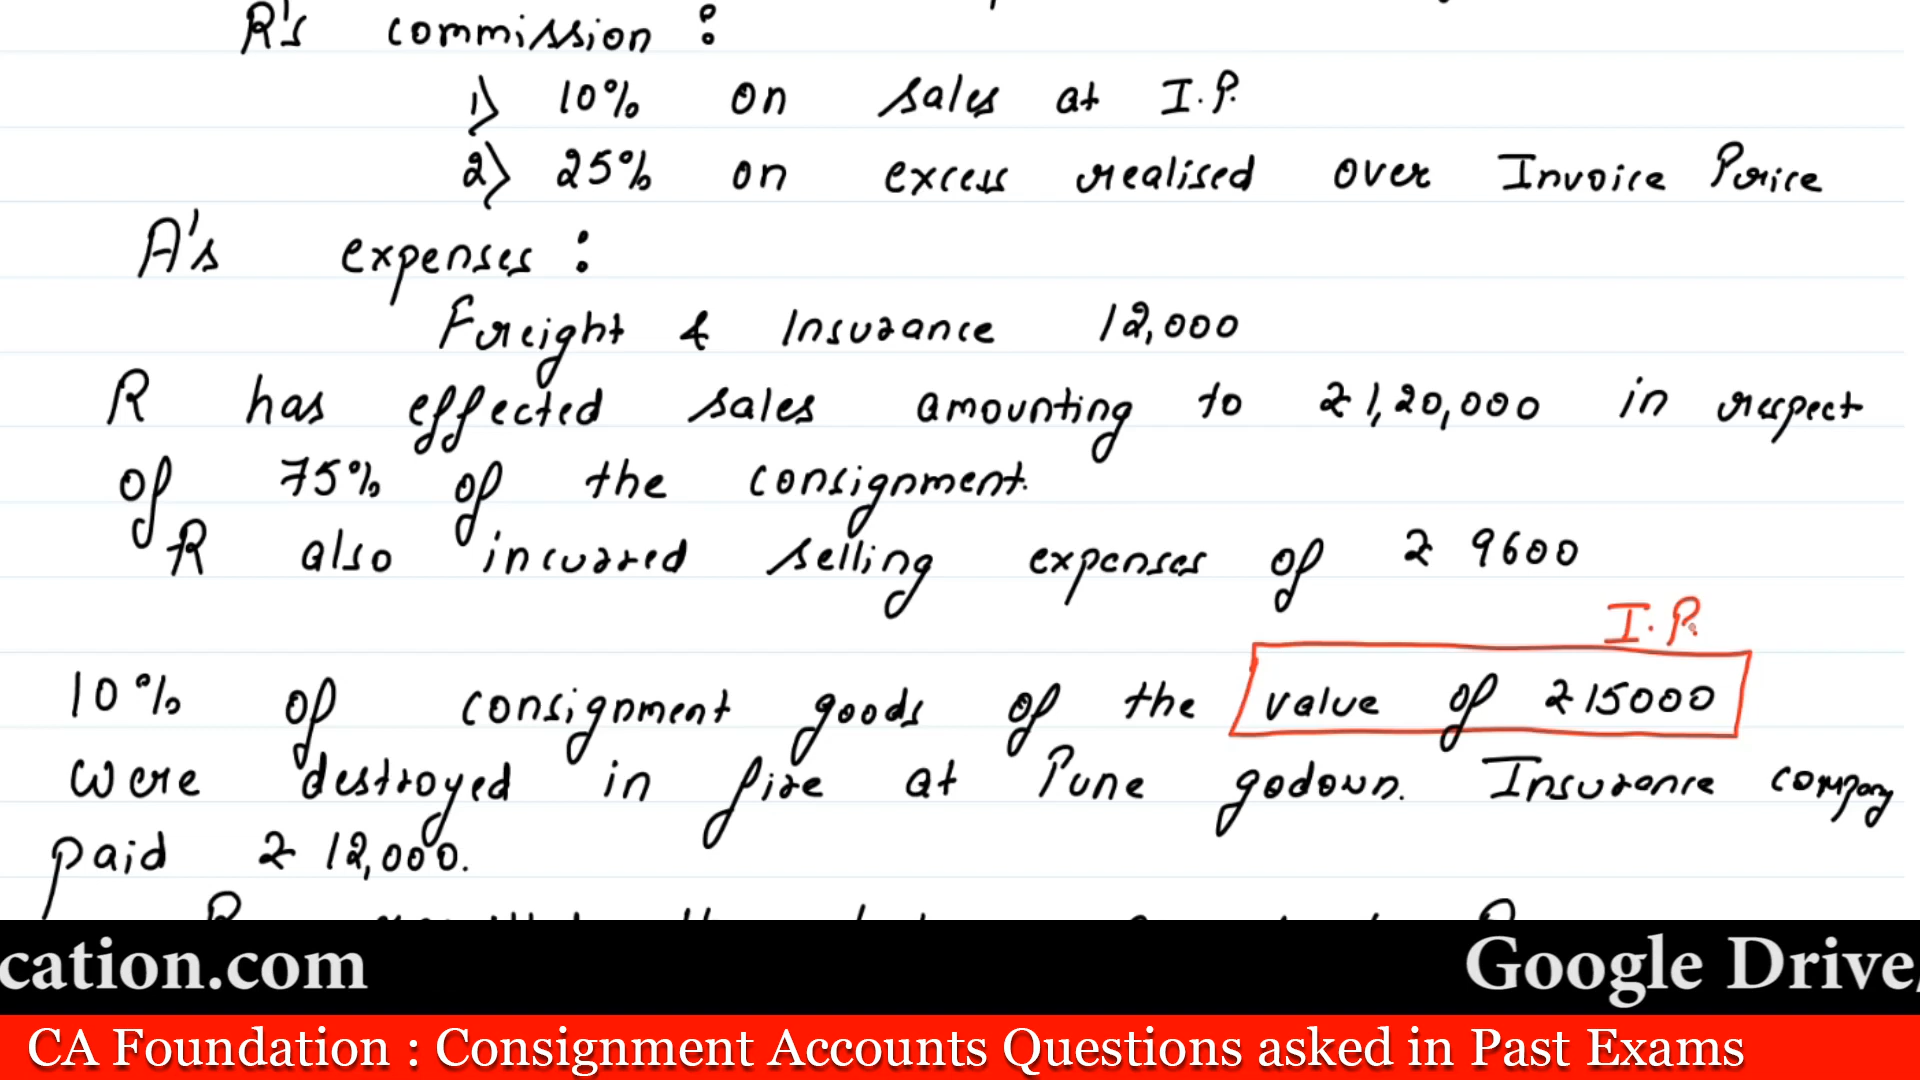 R's commission :
1) 10% on sales at I.P.
2) 25% on excess realised over Invoice Price
A's expenses :
Freight & Insurance 12,000
R has effected sales amounting to ₹ 1,20,000 in respect
of 75% of the consignment.
R also incurred selling expenses of ₹ 9600
I.P.
10% of consignment goods of the value of ₹ 15000
were destroyed in fire at Pune godown. Insurance company
paid ₹ 12,000.
cation.com Google Drive,
CA Foundation : Consignment Accounts Questions asked in Past Exams